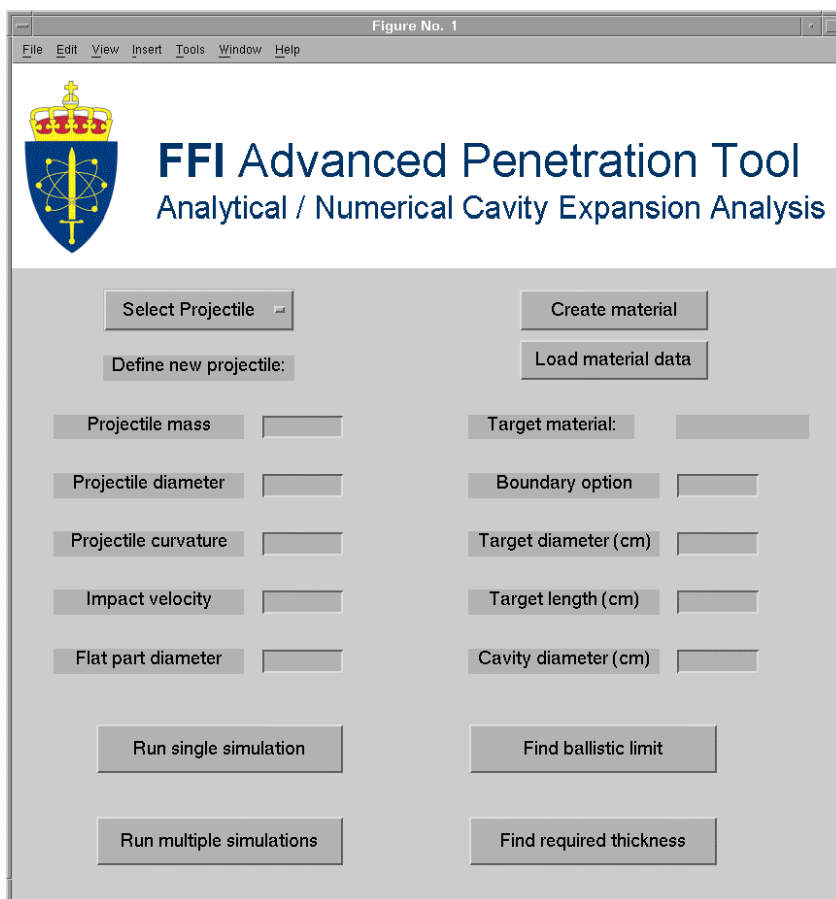 Figure No. 1
File Edit View Insert Tools Window Help
FFI Advanced Penetration Tool
Analytical / Numerical Cavity Expansion Analysis
Select Projectile
Create material
Define new projectile:
Load material data
Projectile mass
Target material:
Projectile diameter
Boundary option
Projectile curvature
Target diameter (cm)
Impact velocity
Target length (cm)
Flat part diameter
Cavity diameter (cm)
Run single simulation
Find ballistic limit
Run multiple simulations
Find required thickness